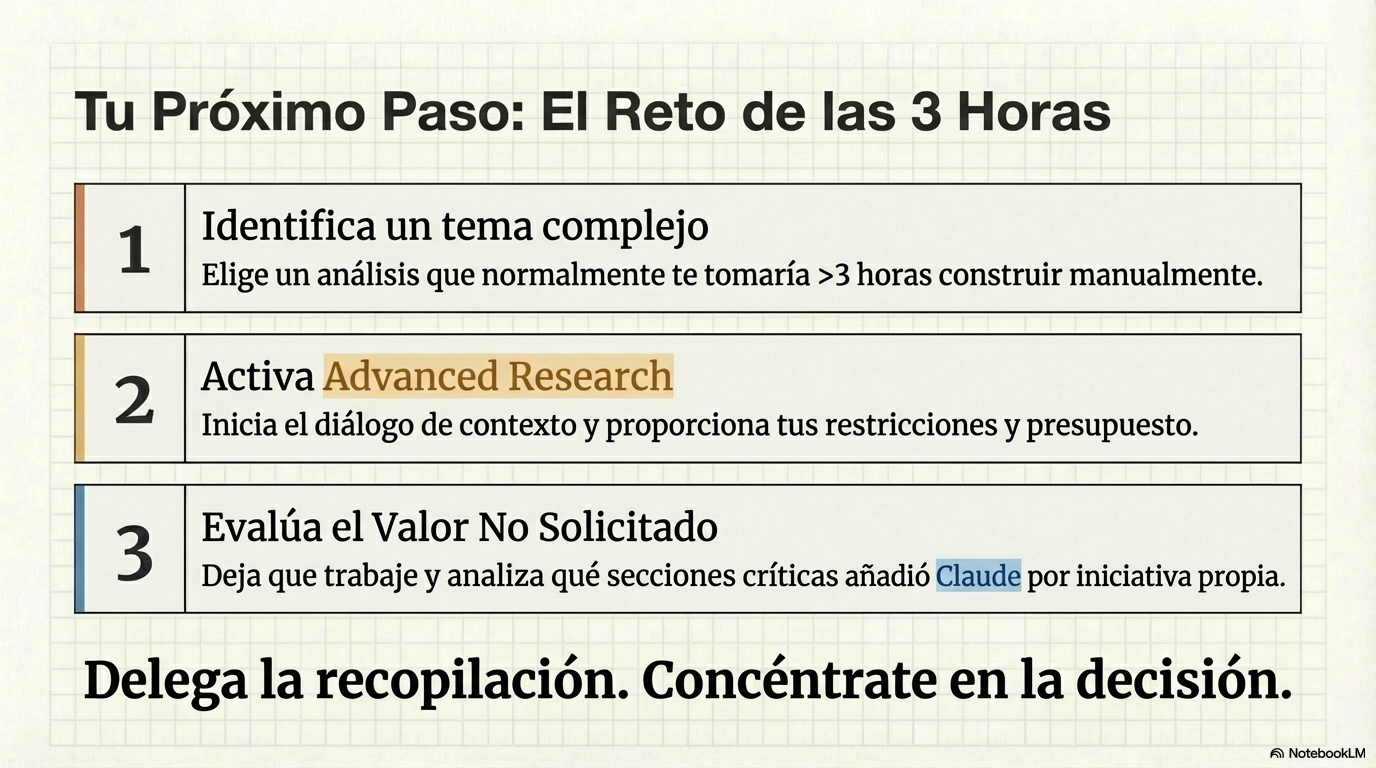 Tu Próximo Paso: El Reto de las 3 Horas
1
Identifica un tema complejo
Elige un análisis que normalmente te tomaría >3 horas construir manualmente.
2
Activa Advanced Research
Inicia el diálogo de contexto y proporciona tus restricciones y presupuesto.
3
Evalúa el Valor No Solicitado
Deja que trabaje y analiza qué secciones críticas añadió Claude por iniciativa propia.
Delega la recopilación. Concéntrate en la decisión.
NotebookLM